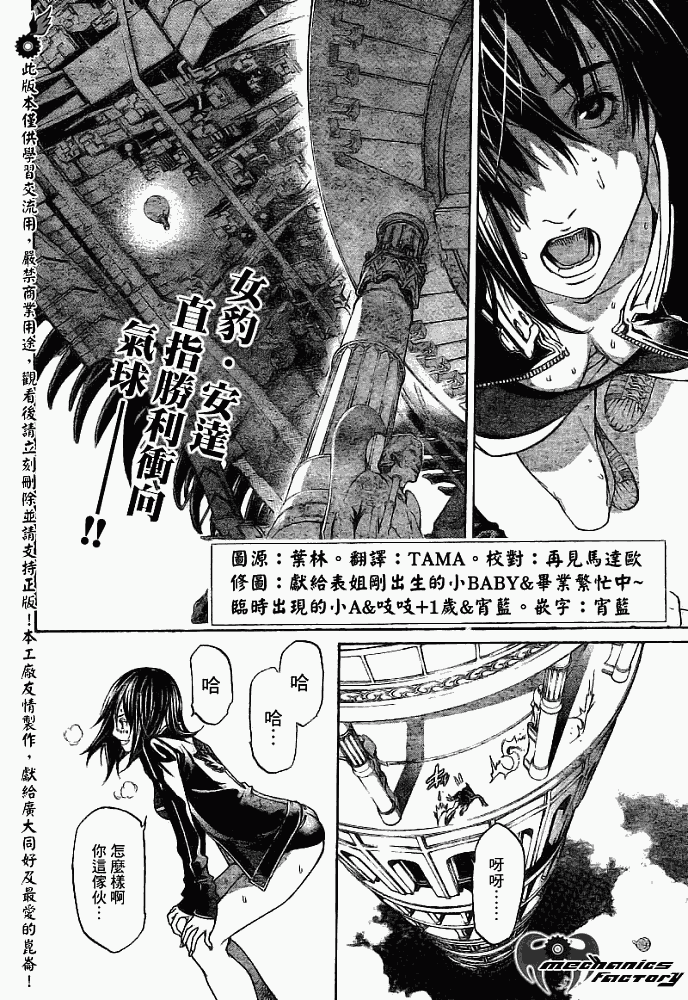 女豹．安達
直指勝利衝向
氣球——!!
圖源：葉林。翻譯：TAMA。校對：再見馬達歐
修圖：獻給表姐剛出生的小BABY&畢業繁忙中~
臨時出現的小A&吱吱+1歲&宵藍。嵌字：宵藍
呀呀……
哈
哈…
哈
怎麼樣啊
你這傢伙…
此版本僅供學習交流用，嚴禁商業用途，觀看後請立刻刪除並請支持正版！本工廠友情製作，獻給廣大同好及最愛的崑崙！
mechanics
factory